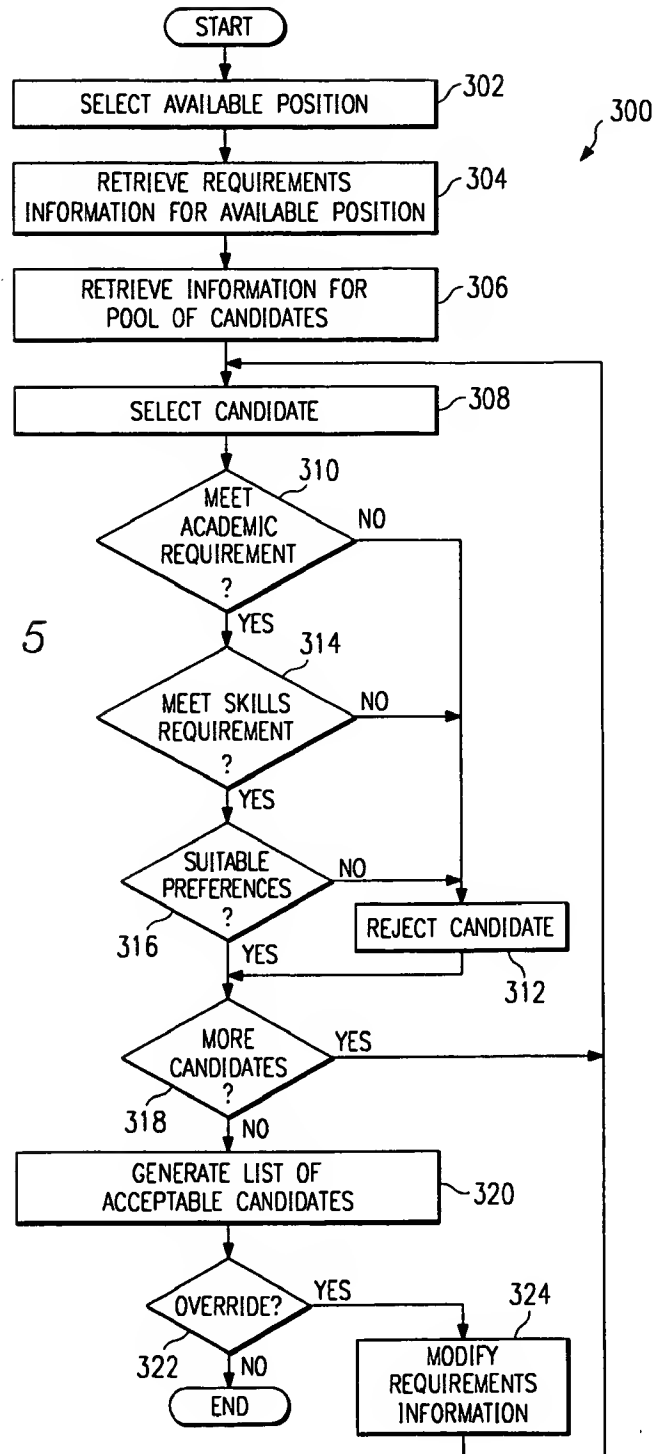 START
SELECT AVAILABLE POSITION
302
300
RETRIEVE REQUIREMENTS
INFORMATION FOR AVAILABLE POSITION
304
RETRIEVE INFORMATION FOR
POOL OF CANDIDATES
306
SELECT CANDIDATE
308
310
MEET
ACADEMIC
REQUIREMENT
?
NO
YES
5
314
MEET SKILLS
REQUIREMENT
?
NO
YES
SUITABLE
PREFERENCES
?
NO
316
YES
REJECT CANDIDATE
312
MORE
CANDIDATES
?
YES
318
NO
GENERATE LIST OF
ACCEPTABLE CANDIDATES
320
OVERRIDE?
YES
322
NO
324
MODIFY
REQUIREMENTS
INFORMATION
END